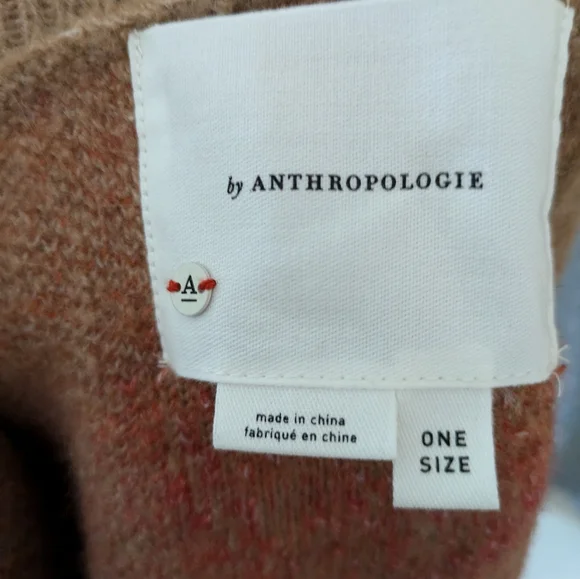 by ANTHROPOLOGIE
A
made in china
fabriqué en chine
ONE
SIZE